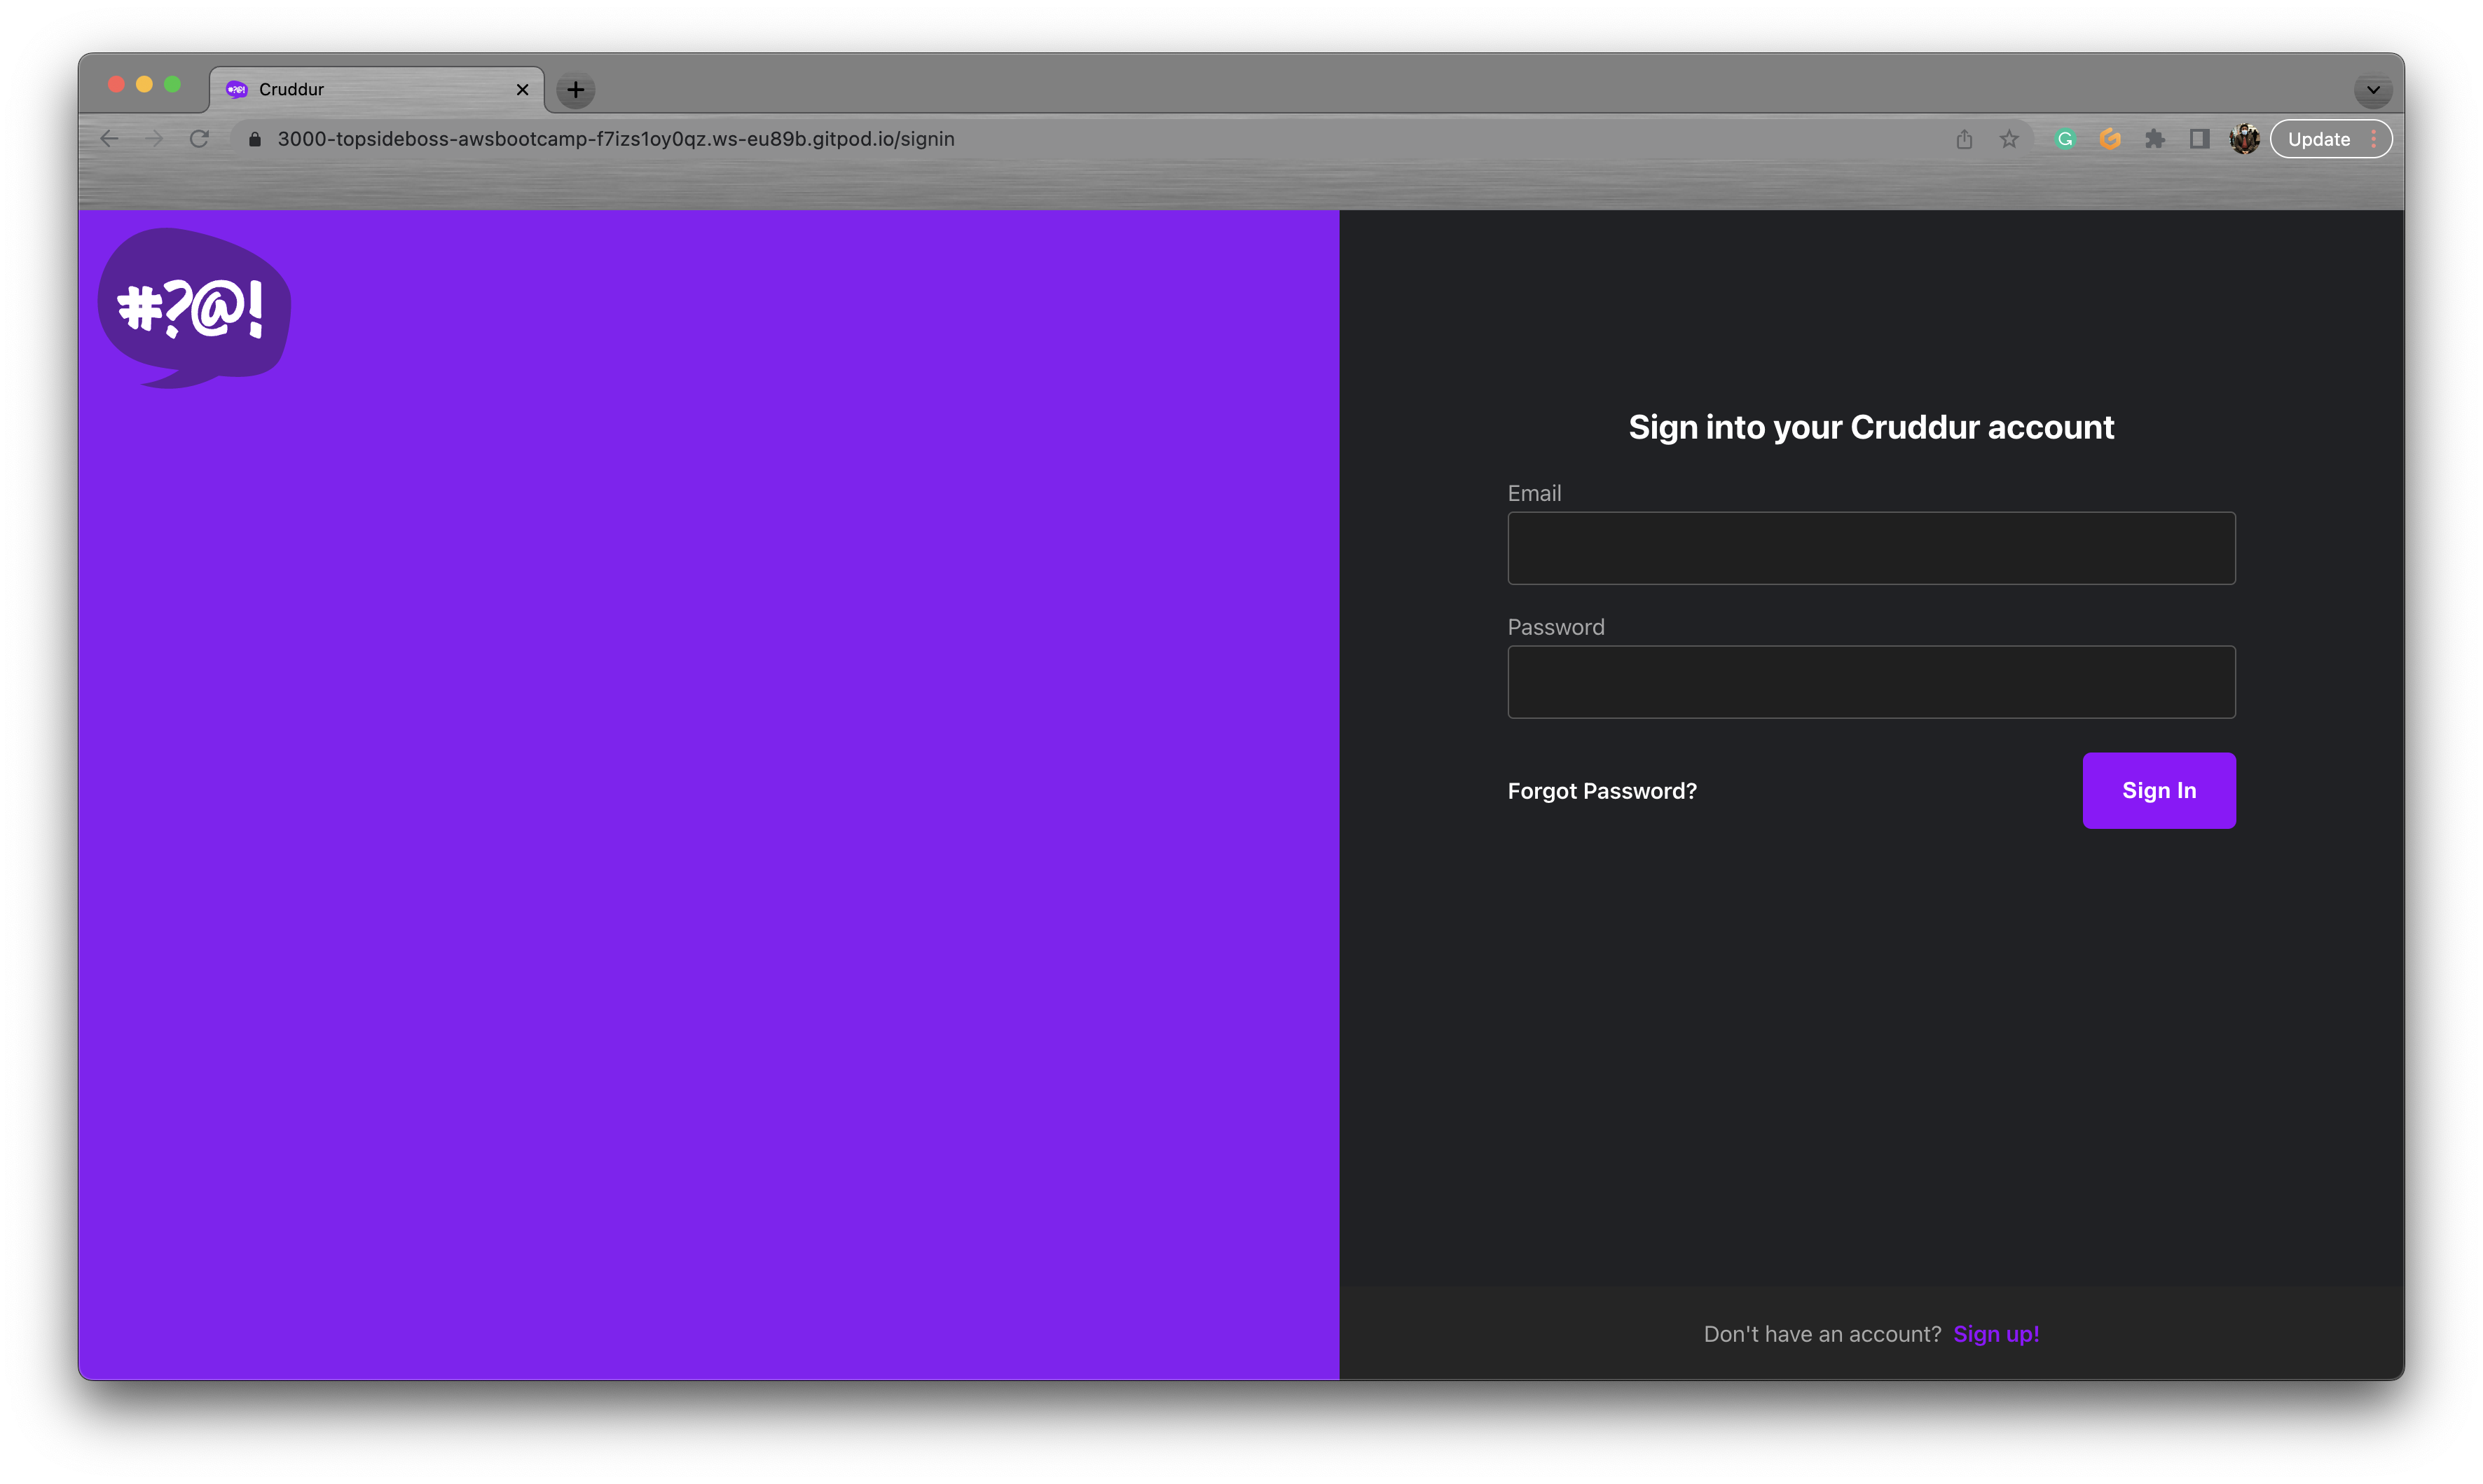 Cruddur
3000-topsideboss-awsbootcamp-f7izs1oy0qz.ws-eu89b.gitpod.io/signin
Update
#?@!
Sign into your Cruddur account
Email
Password
Forgot Password?
Sign In
Don't have an account? Sign up!